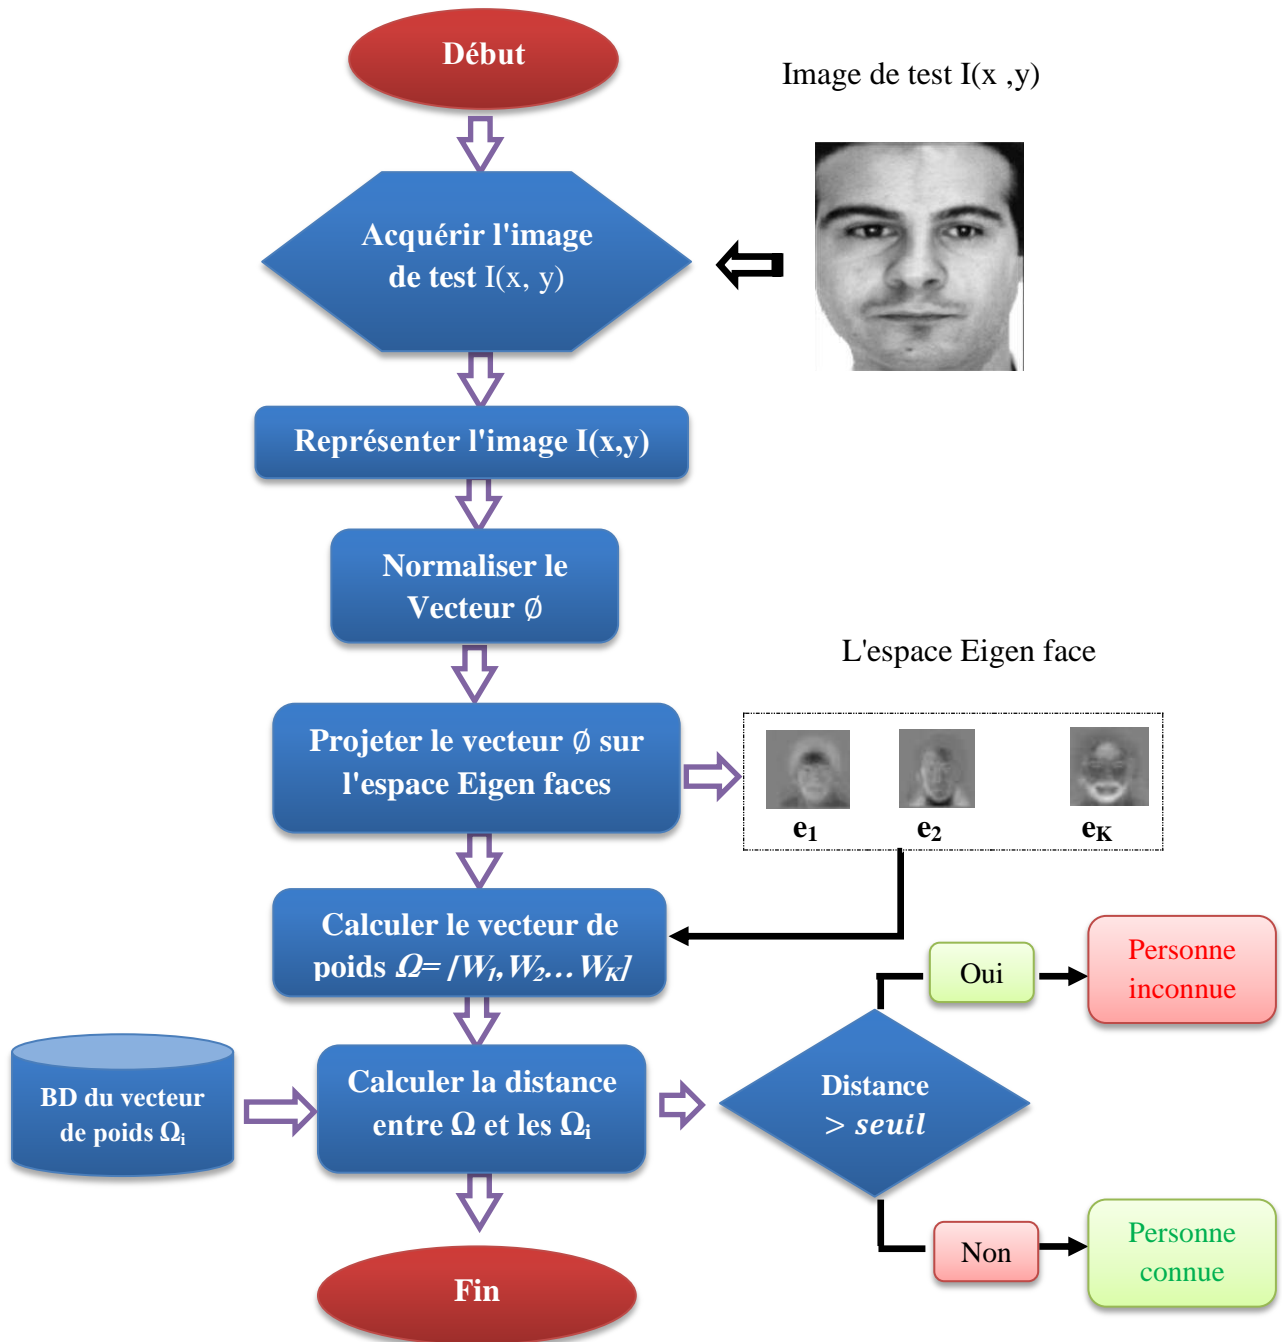 Début
Image de test I(x ,y)
Acquérir l'image
de test I(x, y)
Représenter l'image I(x,y)
Normaliser le
Vecteur ∅
L'espace Eigen face
Projeter le vecteur ∅ sur
l'espace Eigen faces
e₁ e₂ e_K
Calculer le vecteur de
poids Ω= [W₁, W₂… W_K]
Oui
Personne
inconnue
BD du vecteur
de poids Ωᵢ
Calculer la distance
entre Ω et les Ωᵢ
Distance
> seuil
Non
Personne
connue
Fin